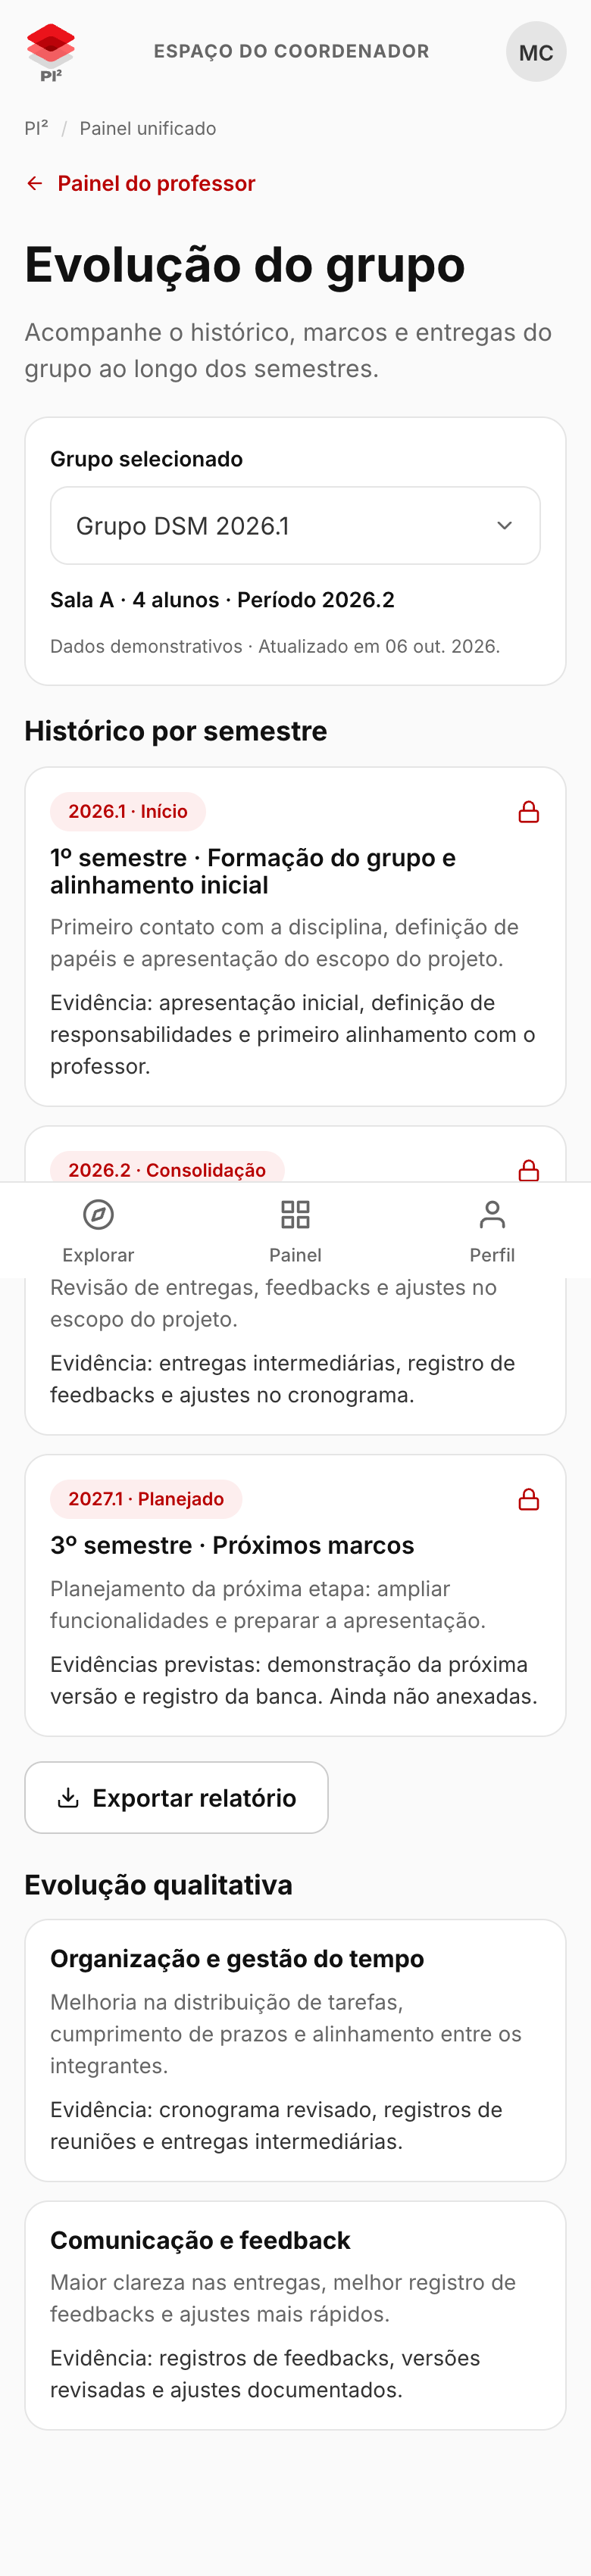 PI²
ESPAÇO DO COORDENADOR
MC
PI² / Painel unificado
Painel do professor
Evolução do grupo
Acompanhe o histórico, marcos e entregas do
grupo ao longo dos semestres.
Grupo selecionado
Grupo DSM 2026.1
Sala A · 4 alunos · Período 2026.2
Dados demonstrativos · Atualizado em 06 out. 2026.
Histórico por semestre
2026.1 · Início
1º semestre · Formação do grupo e
alinhamento inicial
Primeiro contato com a disciplina, definição de
papéis e apresentação do escopo do projeto.
Evidência: apresentação inicial, definição de
responsabilidades e primeiro alinhamento com o
professor.
2026.2 · Consolidação
Explorar
Painel
Perfil
Revisão de entregas, feedbacks e ajustes no
escopo do projeto.
Evidência: entregas intermediárias, registro de
feedbacks e ajustes no cronograma.
2027.1 · Planejado
3º semestre · Próximos marcos
Planejamento da próxima etapa: ampliar
funcionalidades e preparar a apresentação.
Evidências previstas: demonstração da próxima
versão e registro da banca. Ainda não anexadas.
Exportar relatório
Evolução qualitativa
Organização e gestão do tempo
Melhoria na distribuição de tarefas,
cumprimento de prazos e alinhamento entre os
integrantes.
Evidência: cronograma revisado, registros de
reuniões e entregas intermediárias.
Comunicação e feedback
Maior clareza nas entregas, melhor registro de
feedbacks e ajustes mais rápidos.
Evidência: registros de feedbacks, versões
revisadas e ajustes documentados.